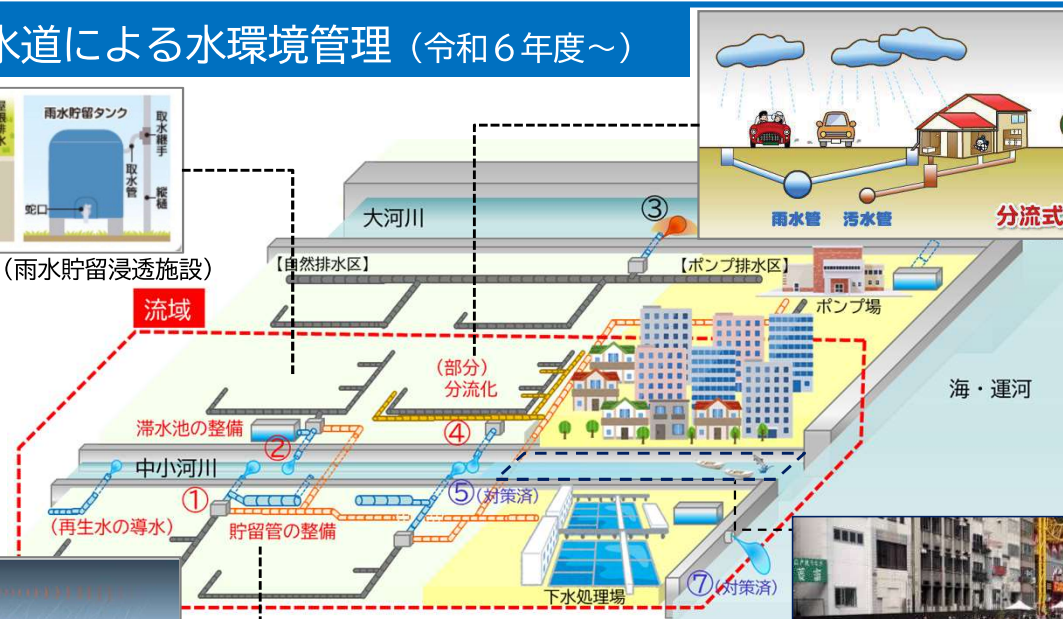 水道による水環境管理（令和６年度～）
雨水貯留タンク
取水継手
取水管
縦樋
蛇口
（雨水貯留浸透施設）
雨水管
汚水管
分流式
大河川
③
【自然排水区】
【ポンプ排水区】
ポンプ場
流域
（部分）
分流化
海・運河
滞水池の整備
②
④
中小河川
①
⑤（対策済）
（再生水の導水）
貯留管の整備
下水処理場
⑦（対策済）